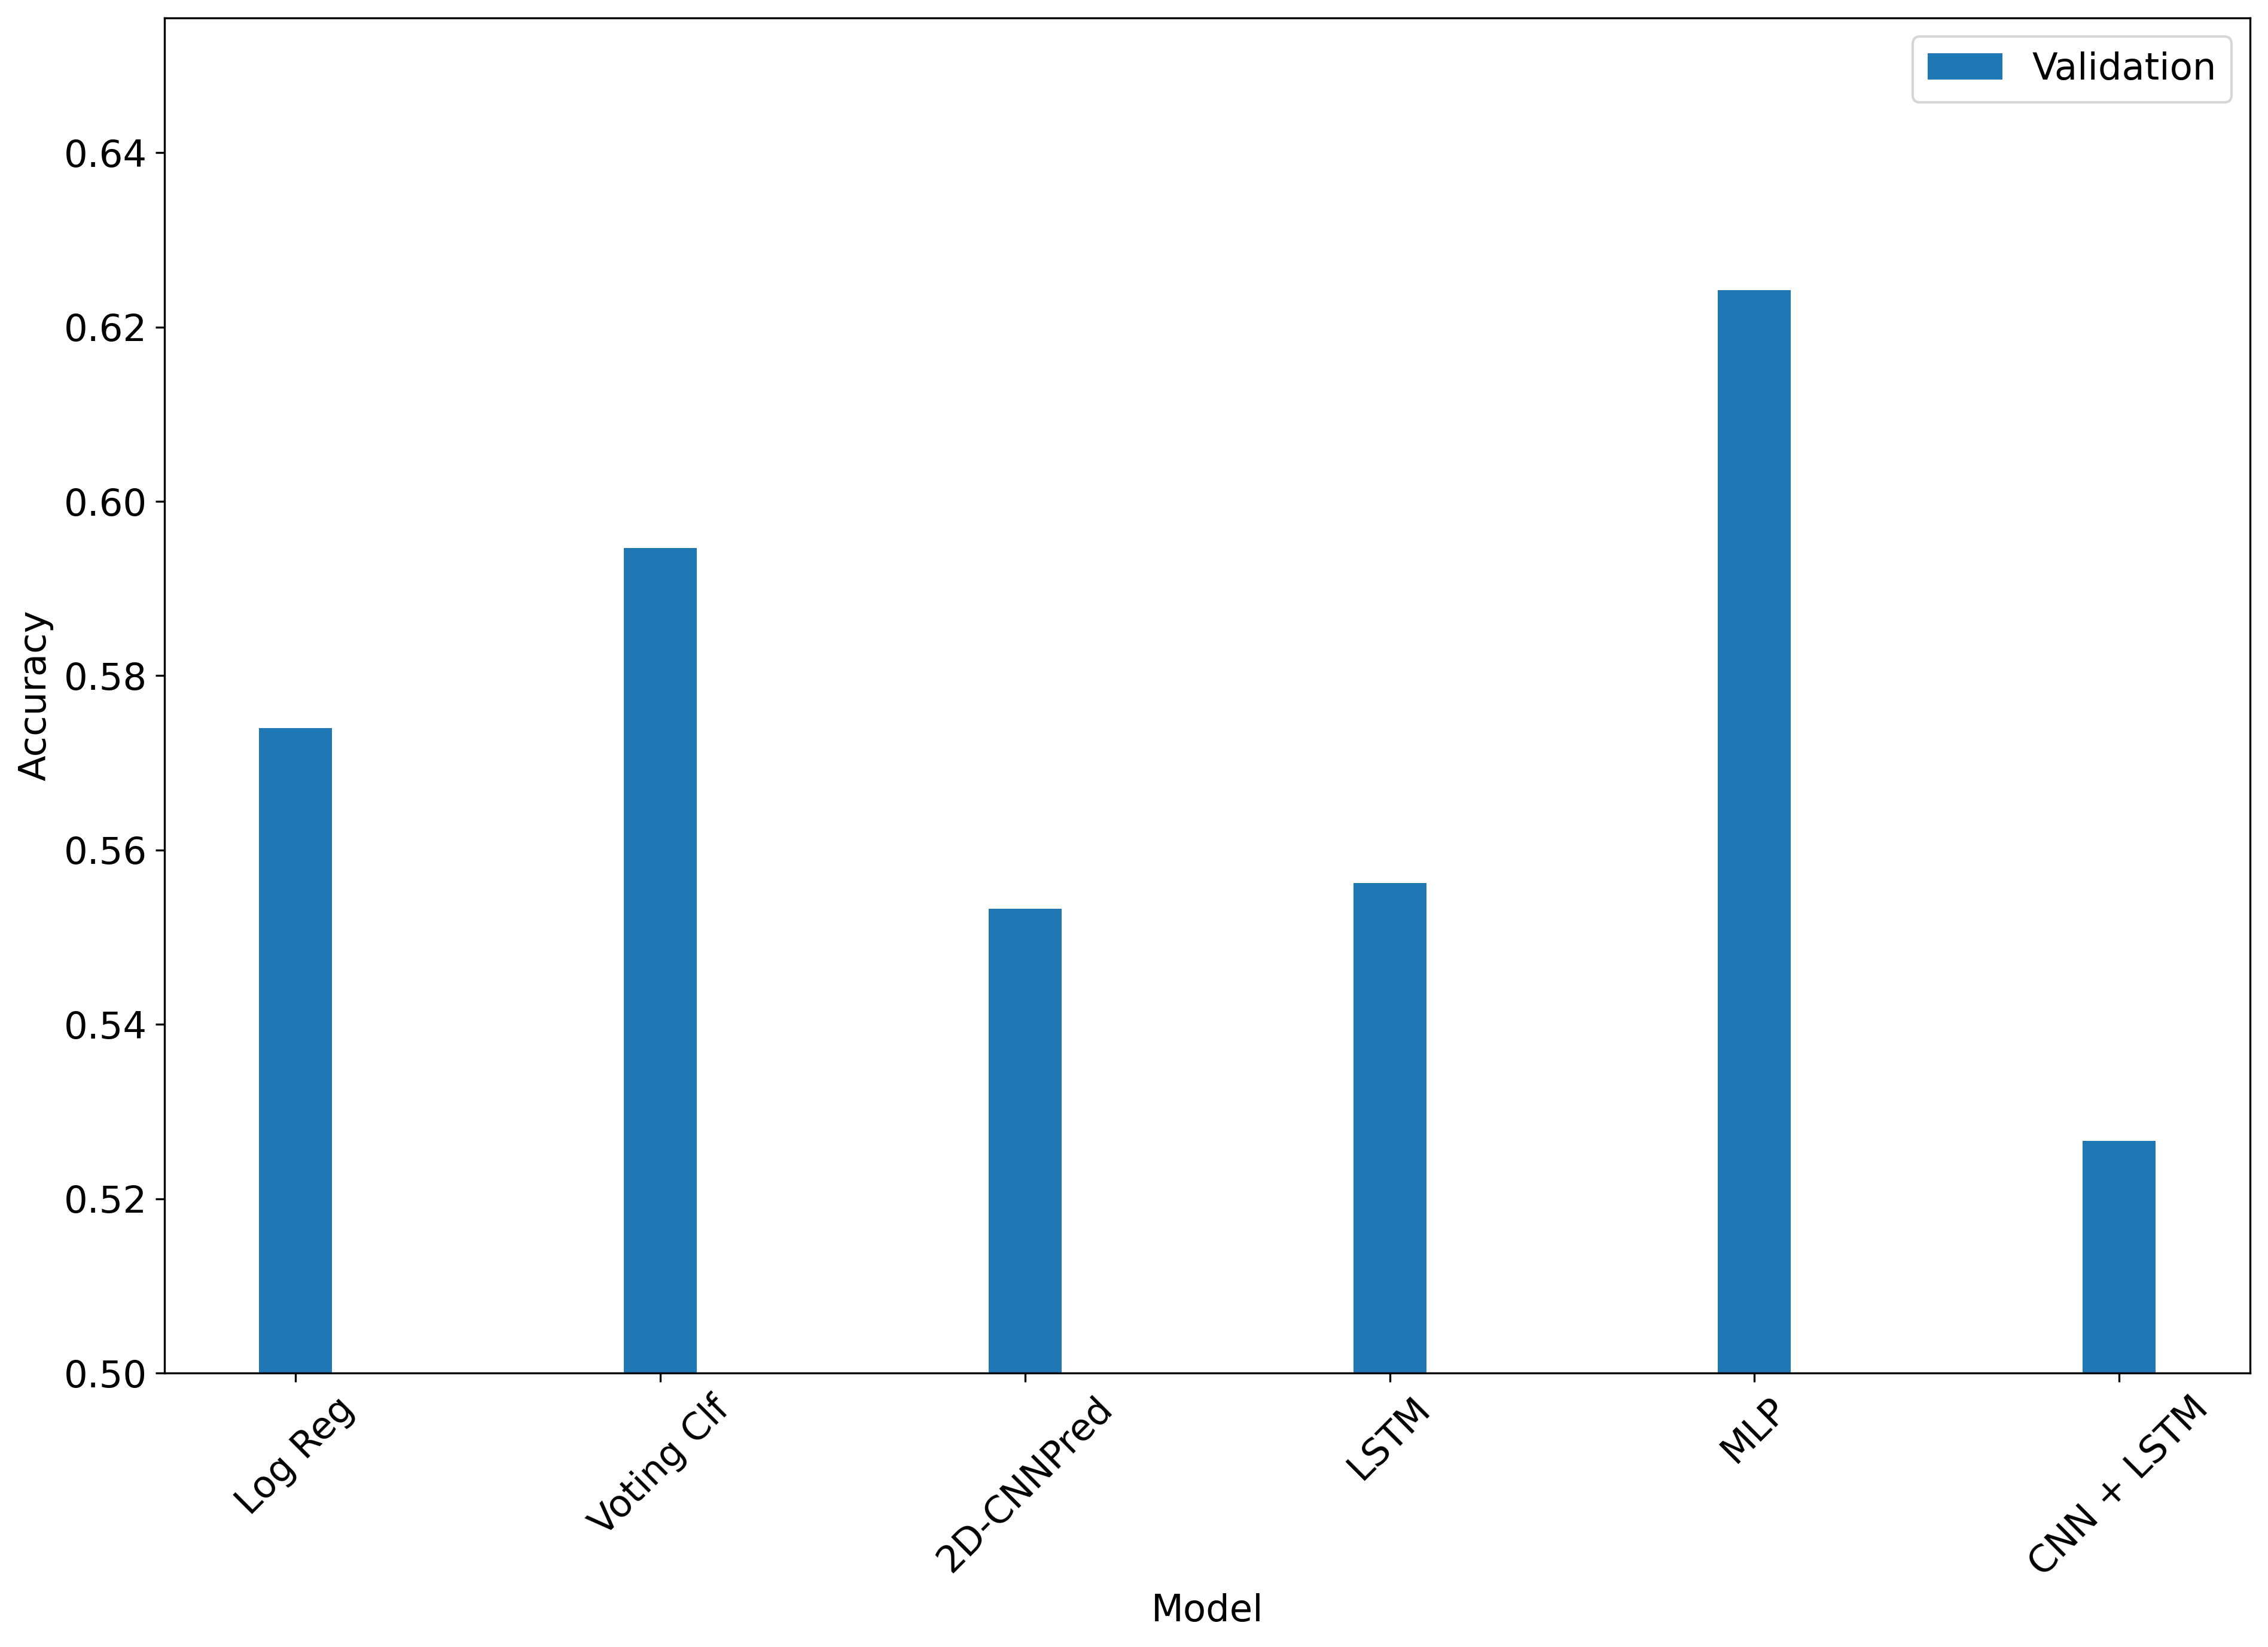 Validation
0.64
0.62
0.60
0.58
0.56
0.54
0.52
0.50
Accuracy
Log Reg
Voting Clf
2D-CNNPred
LSTM
MLP
CNN + LSTM
Model